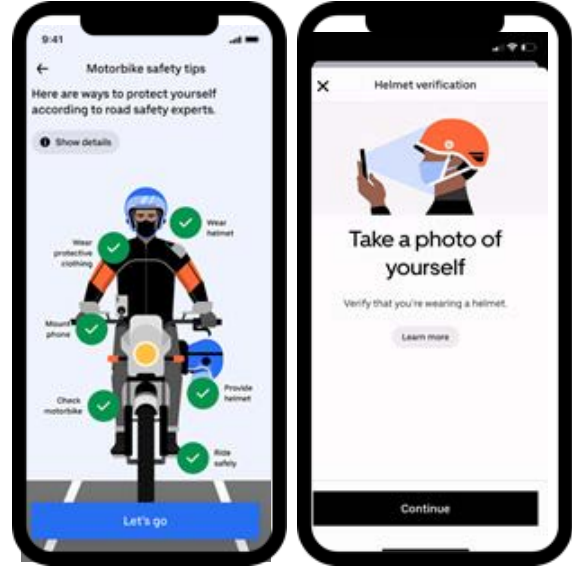 9:41
Motorbike safety tips
Here are ways to protect yourself
according to road safety experts.
Show details
Wear
helmet
Wear
protective
clothing
Mount
phone
Provide
helmet
Check
motorbike
Ride
safely
Let's go
Helmet verification
Take a photo of
yourself
Verify that you're wearing a helmet.
Learn more
Continue